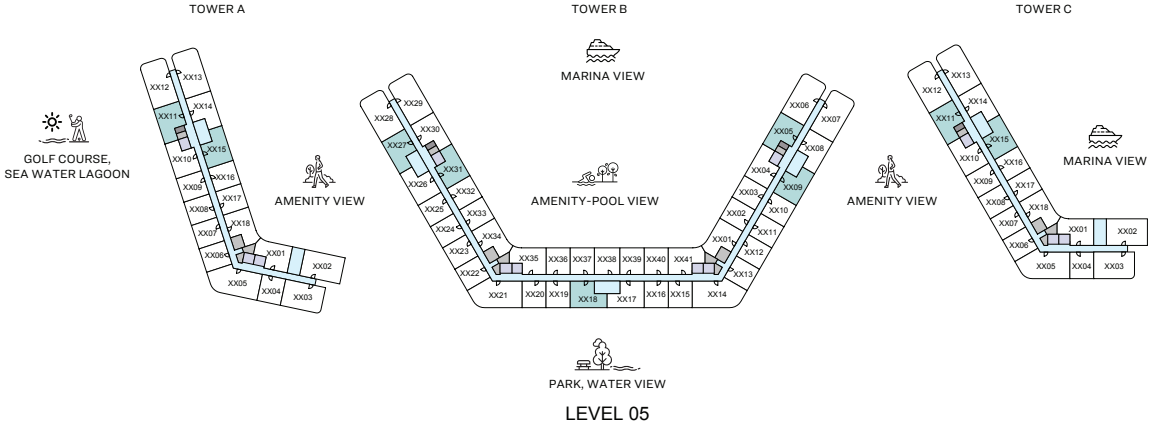 TOWER A
TOWER B
TOWER C
MARINA VIEW
GOLF COURSE,
SEA WATER LAGOON
AMENITY VIEW
AMENITY-POOL VIEW
AMENITY VIEW
MARINA VIEW
PARK, WATER VIEW
LEVEL 05
XX13
XX12
XX14
XX11
XX15
XX10
XX16
XX09
XX17
XX08
XX18
XX07
XX06
XX01
XX02
XX05
XX04
XX03
XX29
XX28
XX30
XX27
XX31
XX26
XX32
XX25
XX33
XX24
XX34
XX23
XX22
XX35
XX36
XX37
XX38
XX39
XX40
XX41
XX21
XX20
XX19
XX18
XX17
XX16
XX15
XX14
XX06
XX07
XX05
XX08
XX04
XX09
XX03
XX10
XX02
XX11
XX01
XX12
XX13
XX13
XX12
XX14
XX11
XX15
XX10
XX16
XX09
XX17
XX08
XX18
XX07
XX06
XX01
XX02
XX05
XX04
XX03